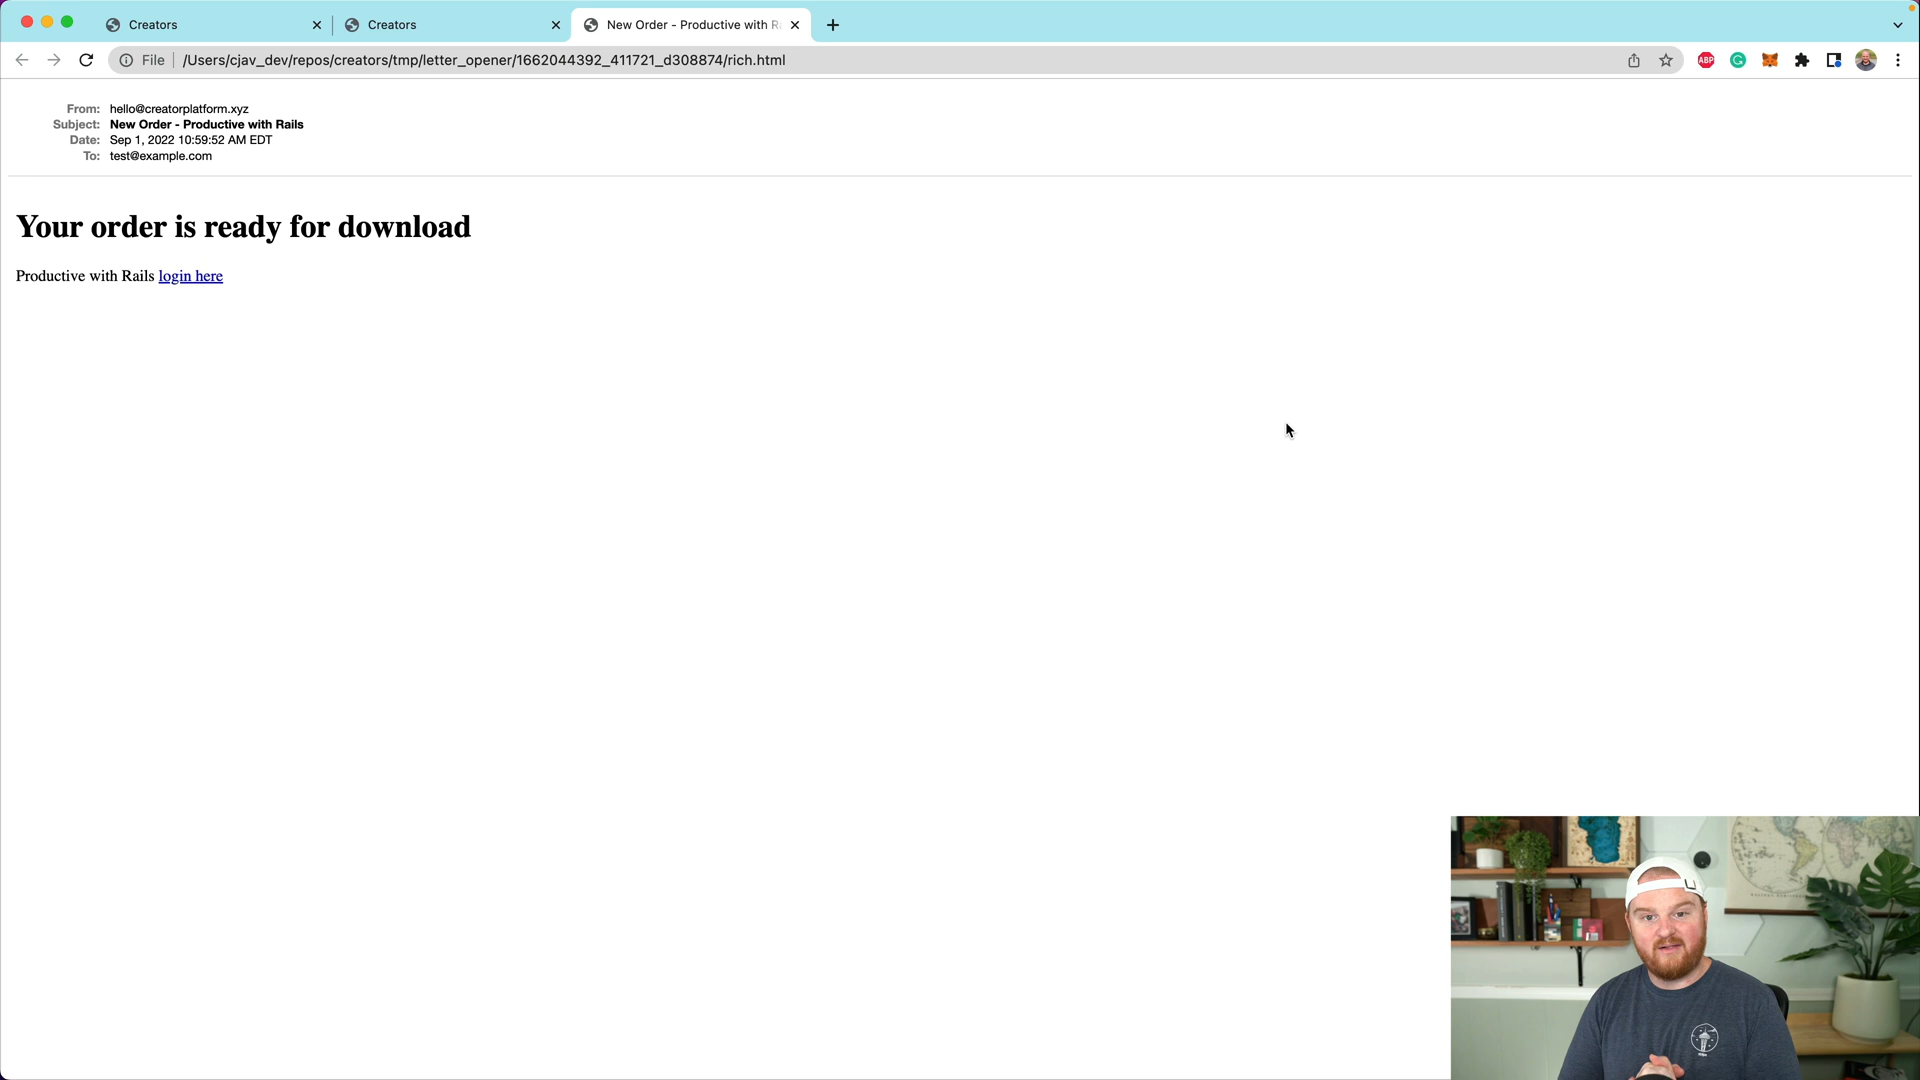 Creators
Creators
New Order - Productive with R
File
/Users/cjav_dev/repos/creators/tmp/letter_opener/1662044392_411721_d308874/rich.html
ABP
From: hello@creatorplatform.xyz
Subject: New Order - Productive with Rails
Date: Sep 1, 2022 10:59:52 AM EDT
To: test@example.com
Your order is ready for download
Productive with Rails login here